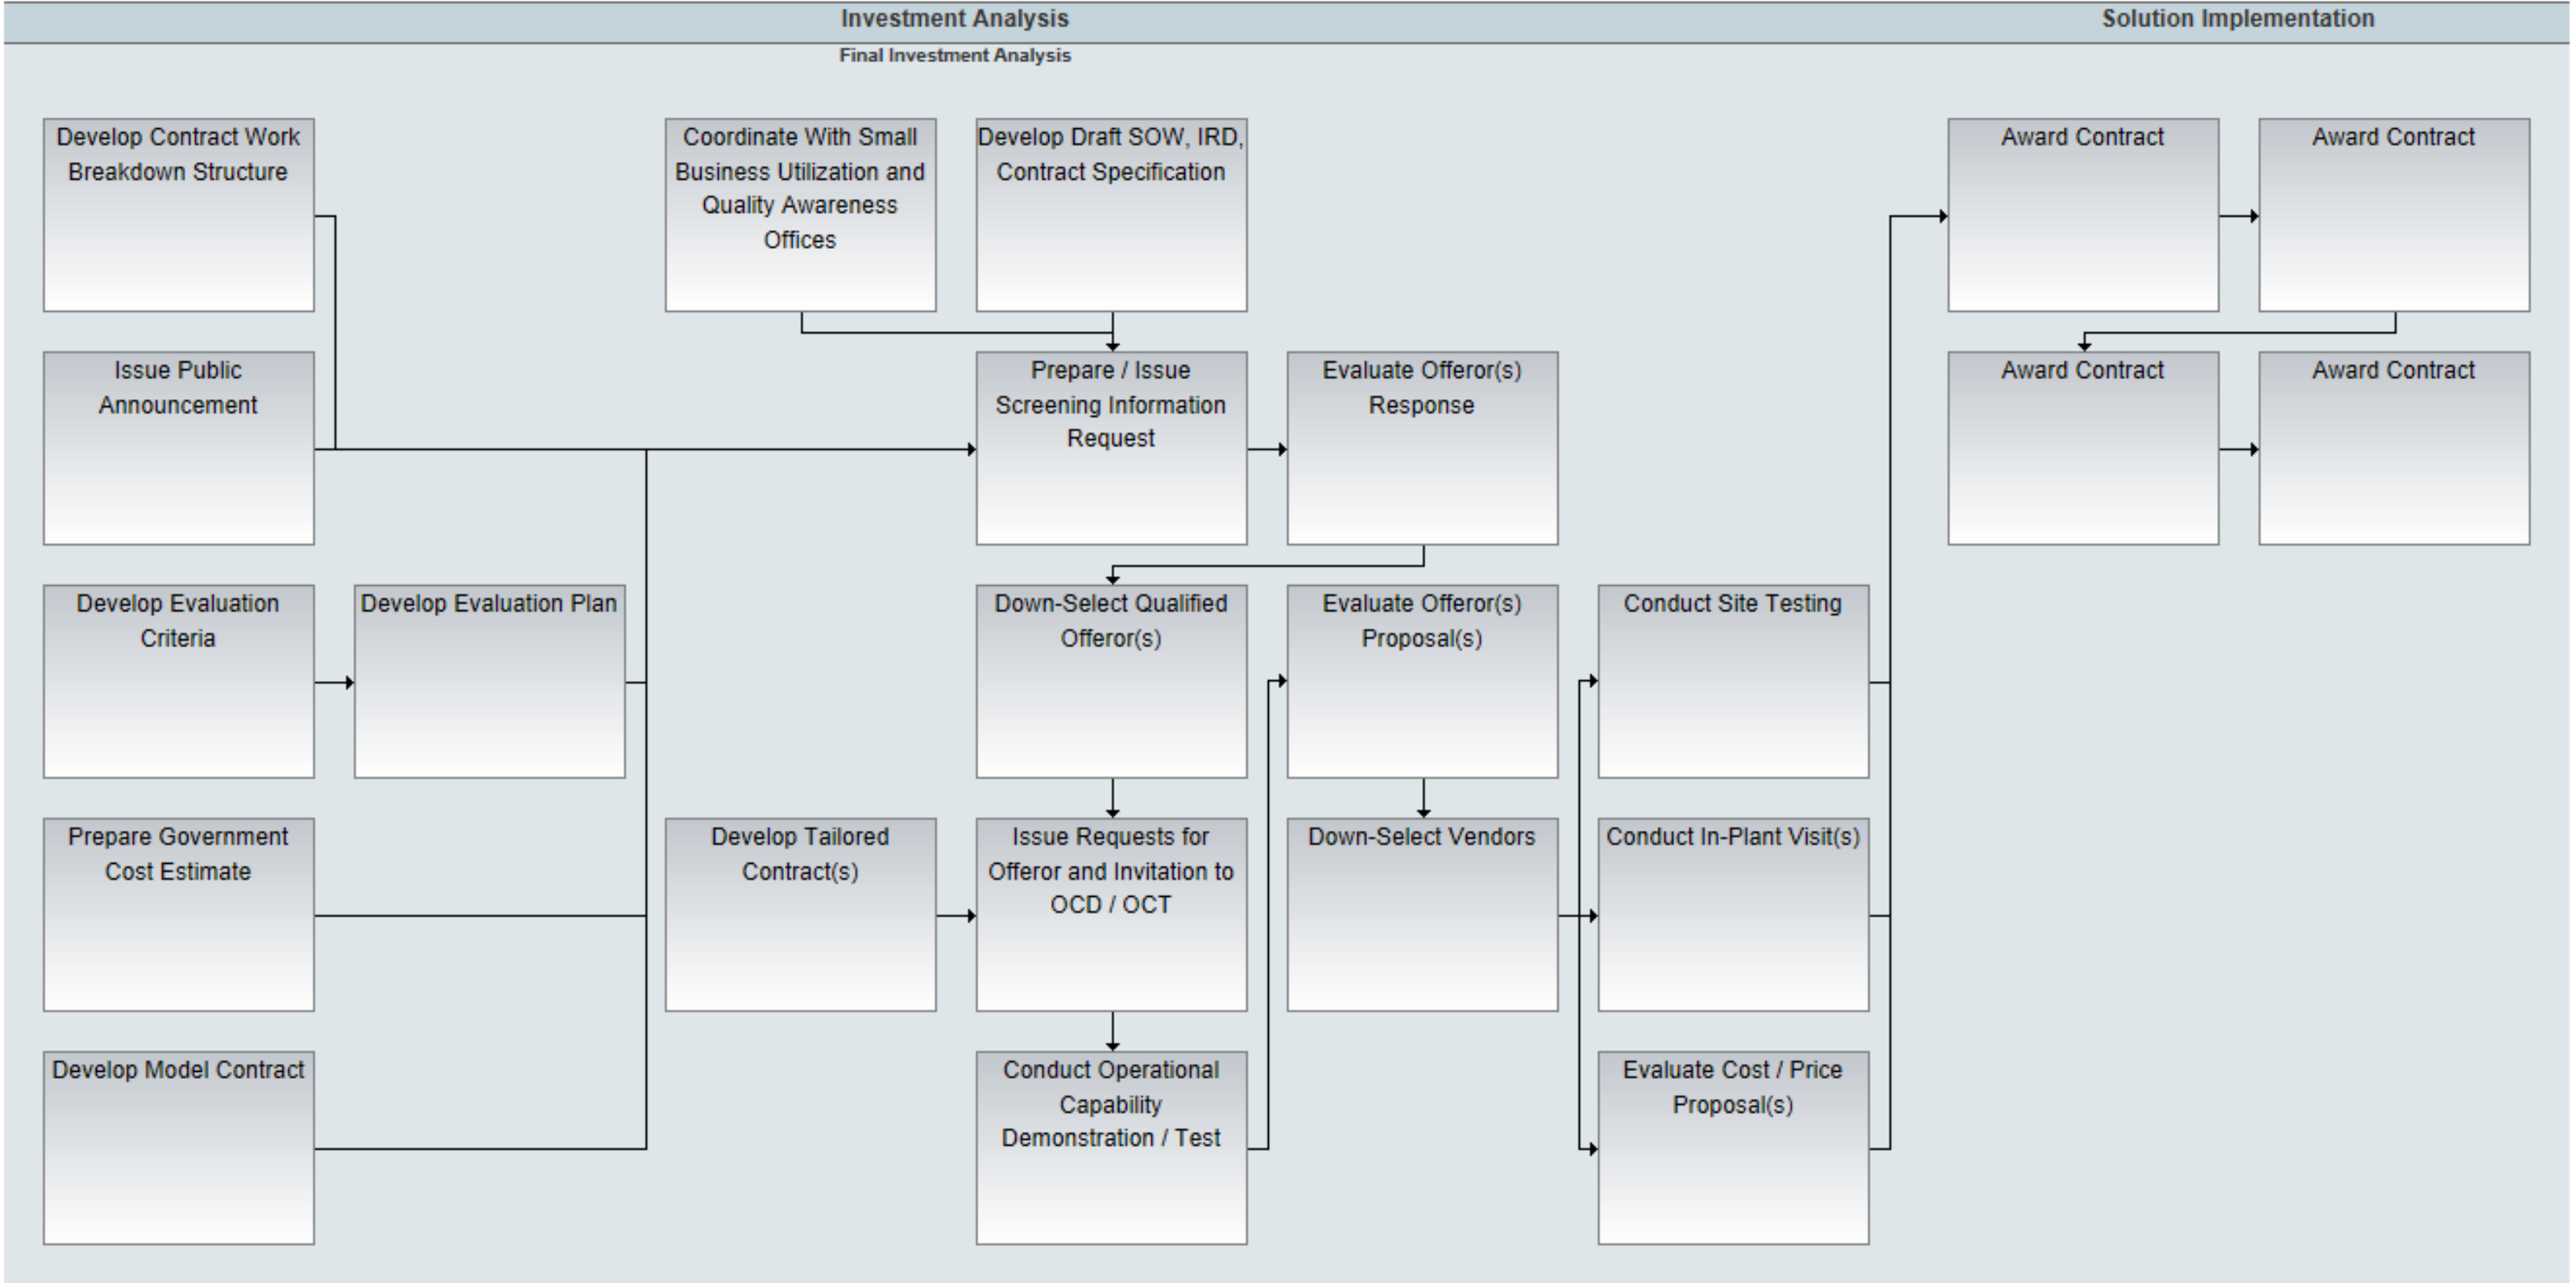 Investment Analysis
Solution Implementation
Final Investment Analysis
Develop Contract Work
Breakdown Structure
Coordinate With Small
Business Utilization and
Quality Awareness
Offices
Develop Draft SOW, IRD,
Contract Specification
Award Contract
Award Contract
Issue Public
Announcement
Prepare / Issue
Screening Information
Request
Evaluate Offeror(s)
Response
Award Contract
Award Contract
Develop Evaluation
Criteria
Develop Evaluation Plan
Down-Select Qualified
Offeror(s)
Evaluate Offeror(s)
Proposal(s)
Conduct Site Testing
Prepare Government
Cost Estimate
Develop Tailored
Contract(s)
Issue Requests for
Offeror and Invitation to
OCD / OCT
Down-Select Vendors
Conduct In-Plant Visit(s)
Develop Model Contract
Conduct Operational
Capability
Demonstration / Test
Evaluate Cost / Price
Proposal(s)